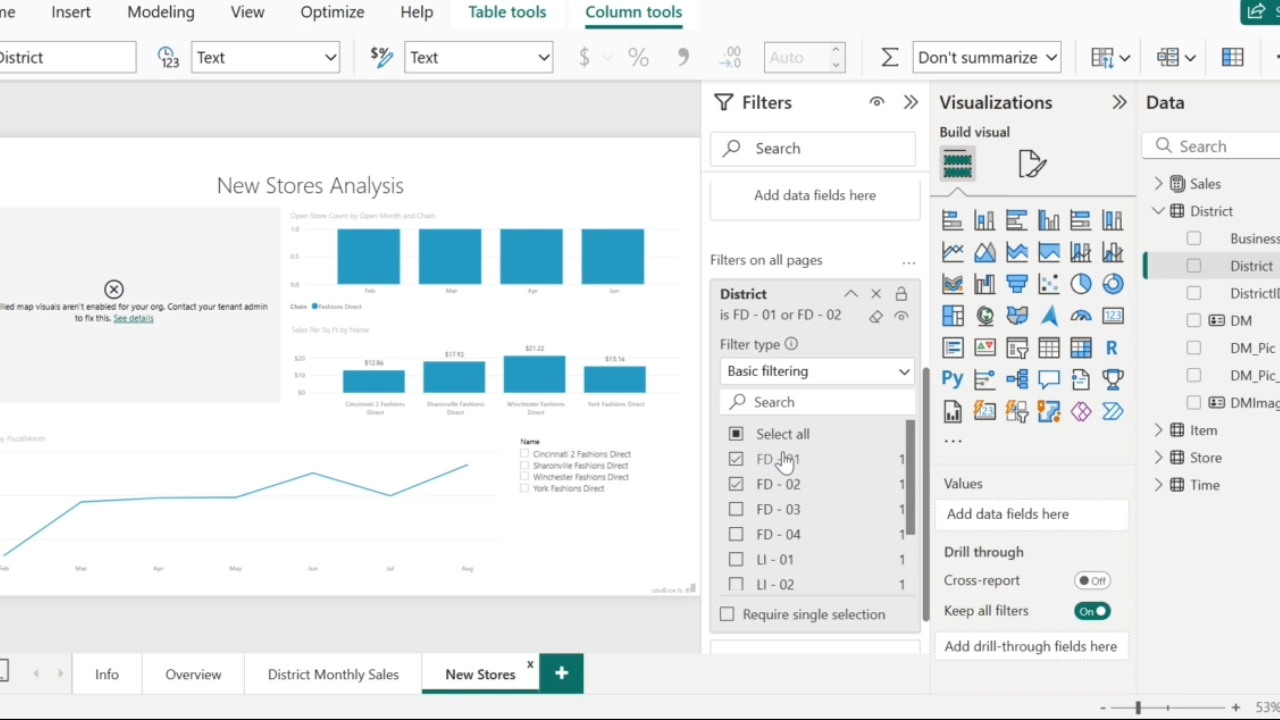 me Insert Modeling View Optimize Help Table tools Column tools
District Text Text $ % Auto Don't summarize
Filters
Search
Add data fields here
Filters on all pages
District
is FD - 01 or FD - 02
Filter type
Basic filtering
Search
Select all
FD - 01 1
FD - 02 1
FD - 03 1
FD - 04 1
LI - 01 1
LI - 02 1
Require single selection
Visualizations
Build visual
Values
Add data fields here
Drill through
Cross-report Off
Keep all filters On
Add drill-through fields here
Data
Search
Sales
District
Business
District
DistrictID
DM
DM_Pic
DM_Pic_
DMImag
Item
Store
Time
New Stores Analysis
lled map visuals aren't enabled for your org. Contact your tenant admin
to fix this. See details
Open Store Count by Open Month and Chain
1.0
0.5
0.0
Feb Mar Apr Jun
Chain Fashions Direct
Sales Per Sq Ft by Name
$20
$10
$0
$12.86 $17.92 $21.22 $15.14
Cincinnati 2 Fashions Direct
Sharonville Fashions Direct
Winchester Fashions Direct
York Fashions Direct
y by FiscalMonth
Feb Mar Apr May Jun Jul Aug
Name
Cincinnati 2 Fashions Direct
Sharonville Fashions Direct
Winchester Fashions Direct
York Fashions Direct
Info Overview District Monthly Sales New Stores x +
- + 53%